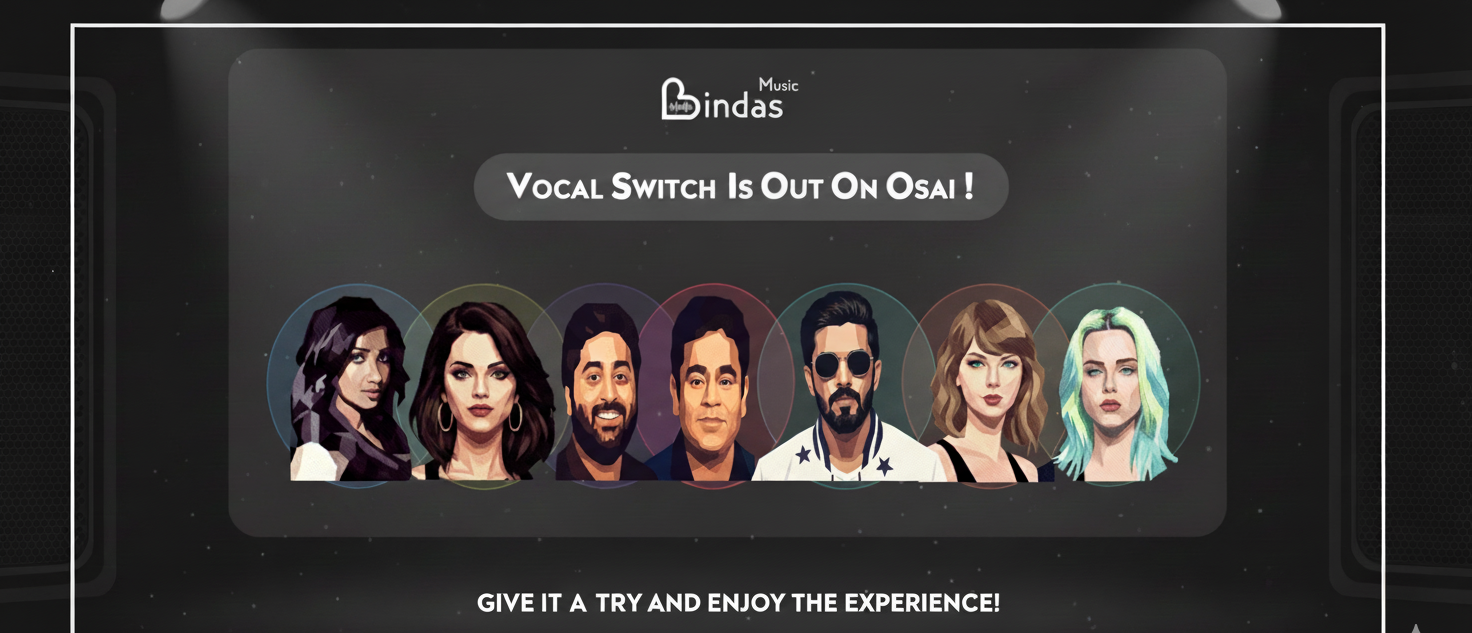 Bindas Music
VOCAL SWITCH IS OUT ON OSAI !
GIVE IT A TRY AND ENJOY THE EXPERIENCE!